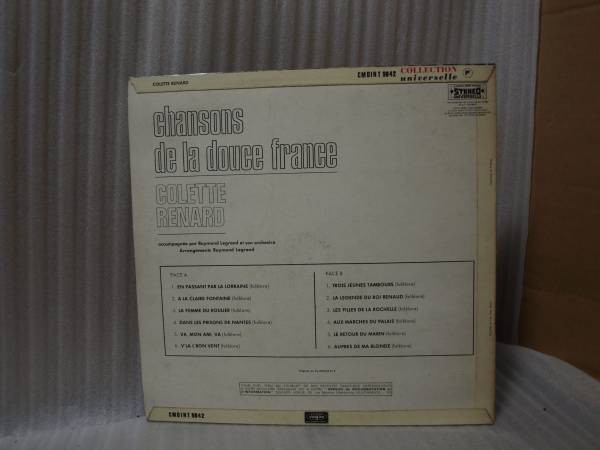 COLETTE RENARD
CMDINT 9842
COLLECTION
universelle
STEREO
UNIVERSELLE
chansons
de la douce france
COLETTE
RENARD
accompagnée par Raymond Legrand et son orchestre
Arrangements Raymond Legrand
FACE A
1. EN PASSANT PAR LA LORRAINE (folklore)
2. A LA CLAIRE FONTAINE (folklore)
3. LA FEMME DU ROULIER (folklore)
4. DANS LES PRISONS DE NANTES (folklore)
5. VA, MON AMI, VA (folklore)
6. V'LA L'BON VENT (folklore)
FACE B
1. TROIS JEUNES TAMBOURS (folklore)
2. LA LEGENDE DU ROI RENAUD (folklore)
3. LES FILLES DE LA ROCHELLE (folklore)
4. AUX MARCHES DU PALAIS (folklore)
5. LE RETOUR DU MARIN (folklore)
6. AUPRES DE MA BLONDE (folklore)
CMDINT 9842